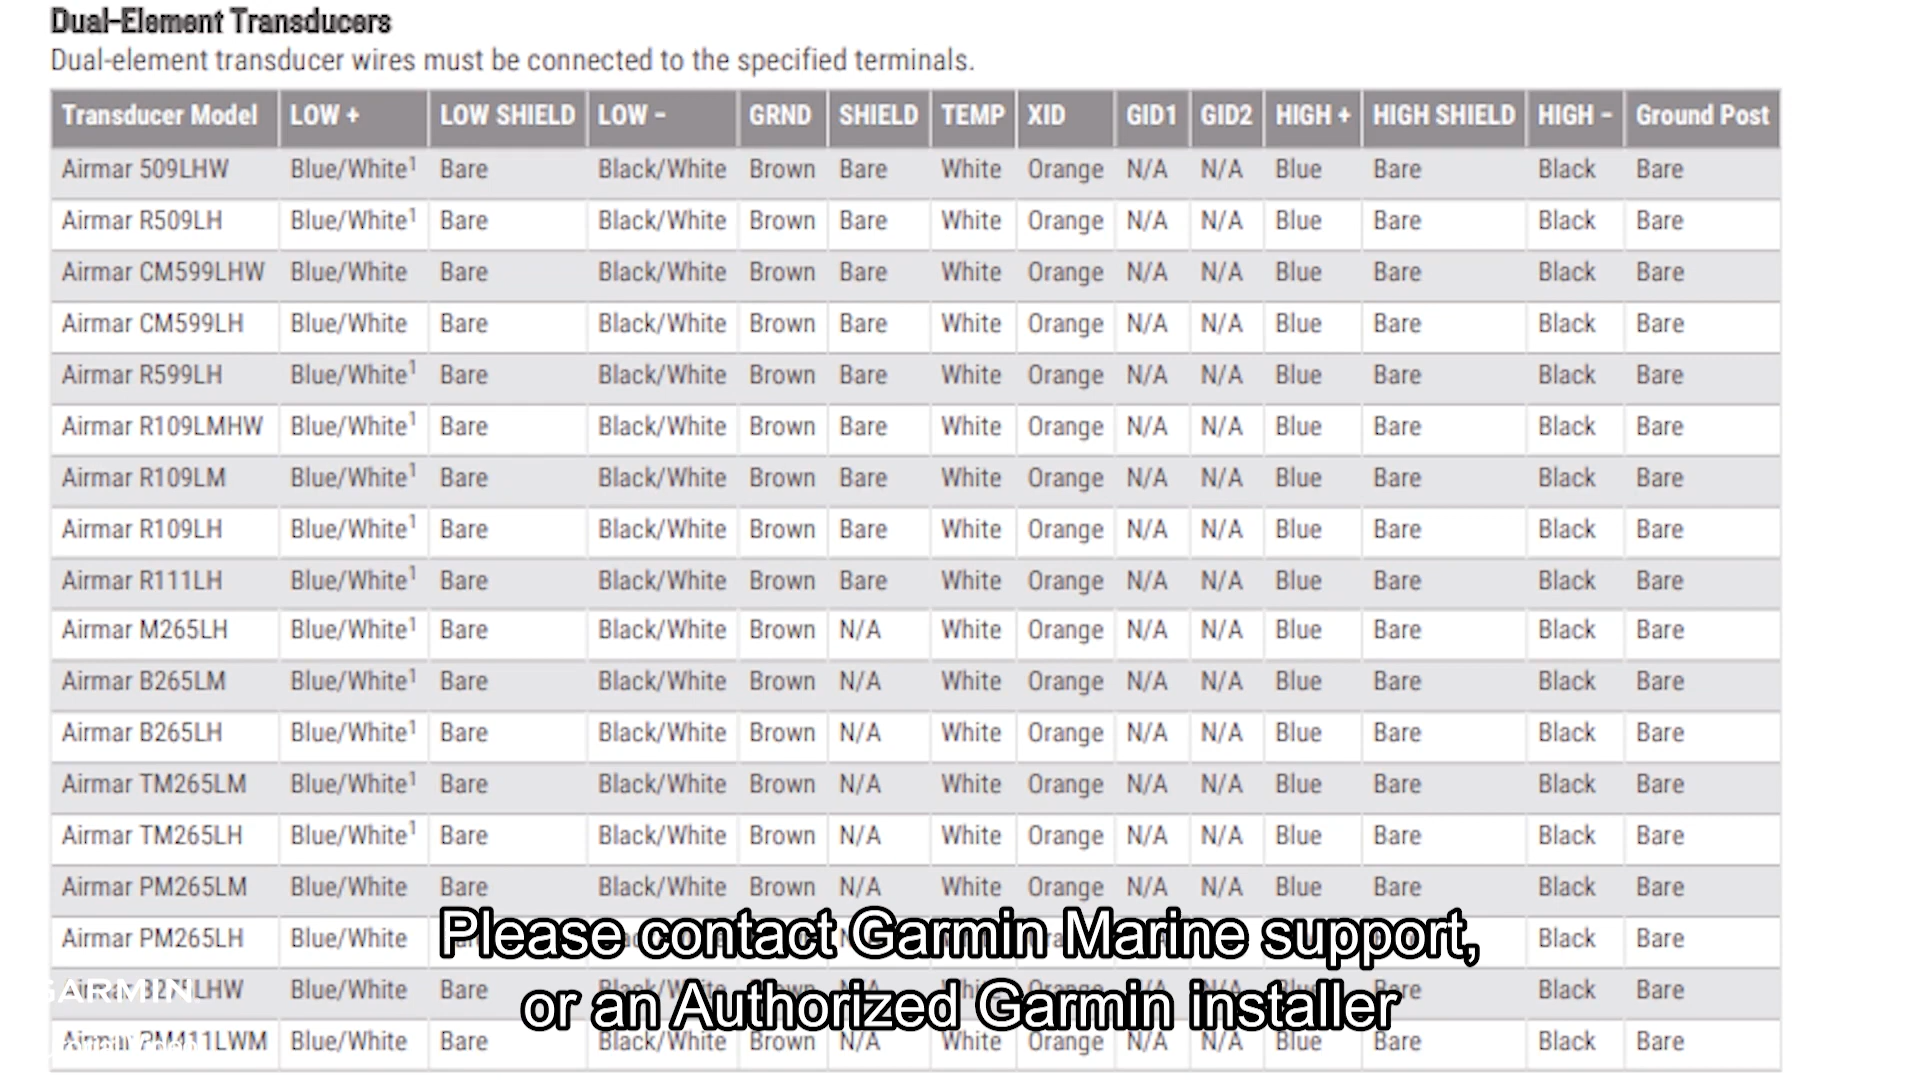 Dual-Element Transducers
Dual-element transducer wires must be connected to the specified terminals.
Transducer Model LOW + LOW SHIELD LOW - GRND SHIELD TEMP XID GID1 GID2 HIGH + HIGH SHIELD HIGH - Ground Post
Airmar 509LHW Blue/White¹ Bare Black/White Brown Bare White Orange N/A N/A Blue Bare Black Bare
Airmar R509LH Blue/White¹ Bare Black/White Brown Bare White Orange N/A N/A Blue Bare Black Bare
Airmar CM599LHW Blue/White Bare Black/White Brown Bare White Orange N/A N/A Blue Bare Black Bare
Airmar CM599LH Blue/White Bare Black/White Brown Bare White Orange N/A N/A Blue Bare Black Bare
Airmar R599LH Blue/White¹ Bare Black/White Brown Bare White Orange N/A N/A Blue Bare Black Bare
Airmar R109LMHW Blue/White¹ Bare Black/White Brown Bare White Orange N/A N/A Blue Bare Black Bare
Airmar R109LM Blue/White¹ Bare Black/White Brown Bare White Orange N/A N/A Blue Bare Black Bare
Airmar R109LH Blue/White¹ Bare Black/White Brown Bare White Orange N/A N/A Blue Bare Black Bare
Airmar R111LH Blue/White¹ Bare Black/White Brown Bare White Orange N/A N/A Blue Bare Black Bare
Airmar M265LH Blue/White¹ Bare Black/White Brown N/A White Orange N/A N/A Blue Bare Black Bare
Airmar B265LM Blue/White¹ Bare Black/White Brown N/A White Orange N/A N/A Blue Bare Black Bare
Airmar B265LH Blue/White¹ Bare Black/White Brown N/A White Orange N/A N/A Blue Bare Black Bare
Airmar TM265LM Blue/White¹ Bare Black/White Brown N/A White Orange N/A N/A Blue Bare Black Bare
Airmar TM265LH Blue/White¹ Bare Black/White Brown N/A White Orange N/A N/A Blue Bare Black Bare
Airmar PM265LM Blue/White Bare Black/White Brown N/A White Orange N/A N/A Blue Bare Black Bare
Airmar PM265LH Blue/White Black Bare
Please contact Garmin Marine support,
Blue/White Black Bare
GARMIN
or an Authorized Garmin installer
Airmar PM411LWM Blue/White Bare Black/White Brown N/A White Orange N/A N/A Blue Bare Black Bare